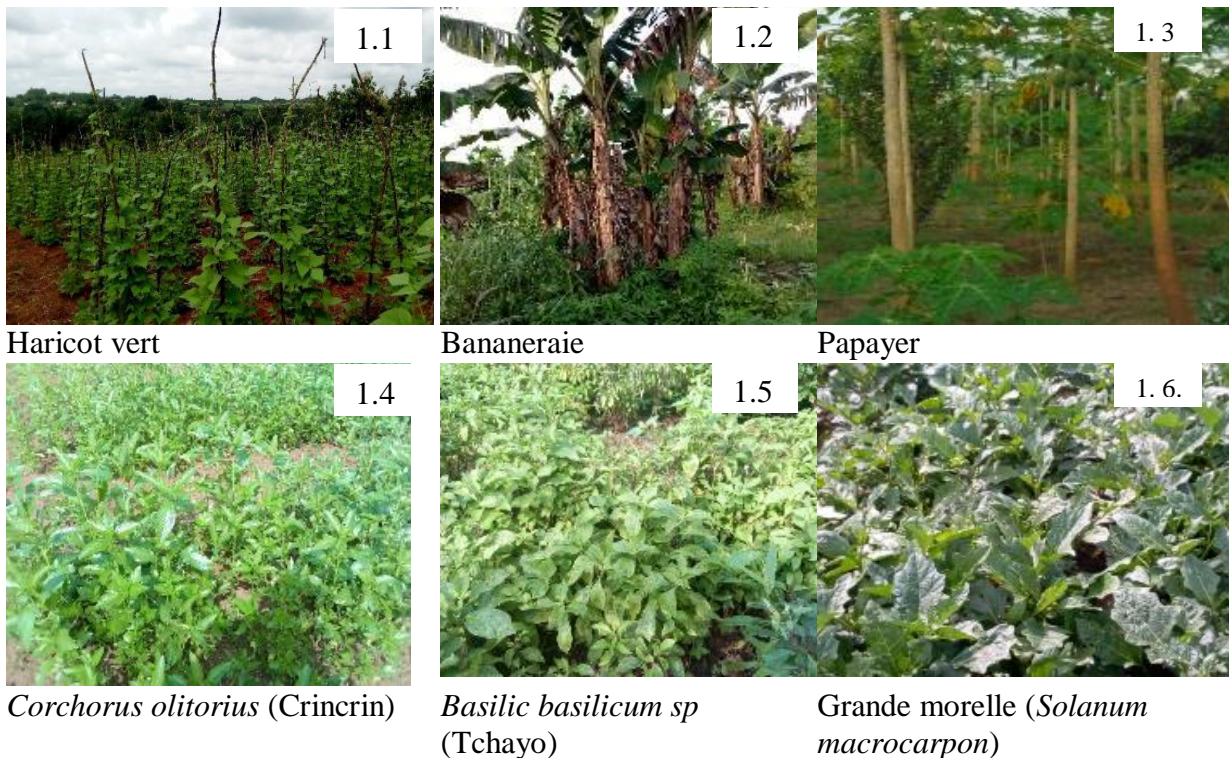 1.1
1.2
1. 3
Haricot vert
Bananeraie
Papayer
1.4
1.5
1. 6.
Corchorus olitorius (Crincrin)
Basilic basilicum sp
(Tchayo)
Grande morelle (Solanum
macrocarpon)